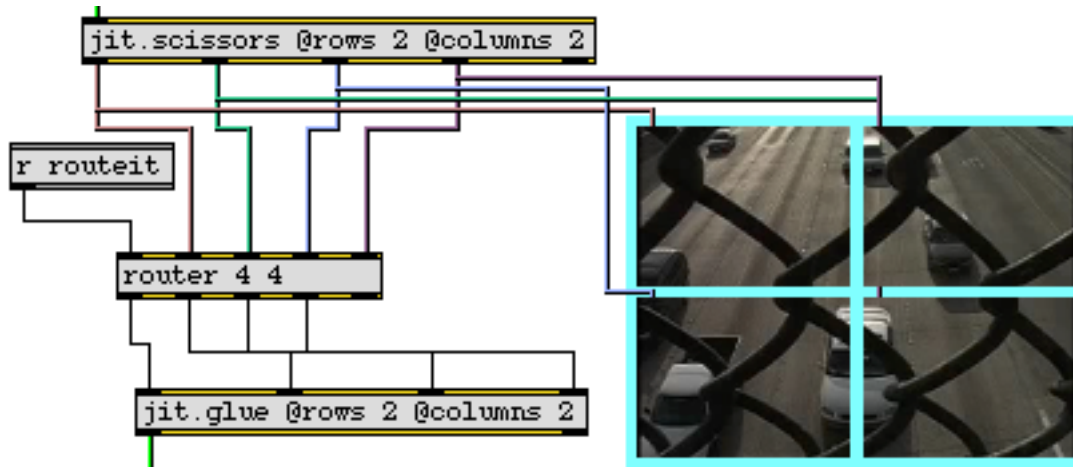 jit.scissors @rows 2 @columns 2
r routeit
router 4 4
jit.glue @rows 2 @columns 2